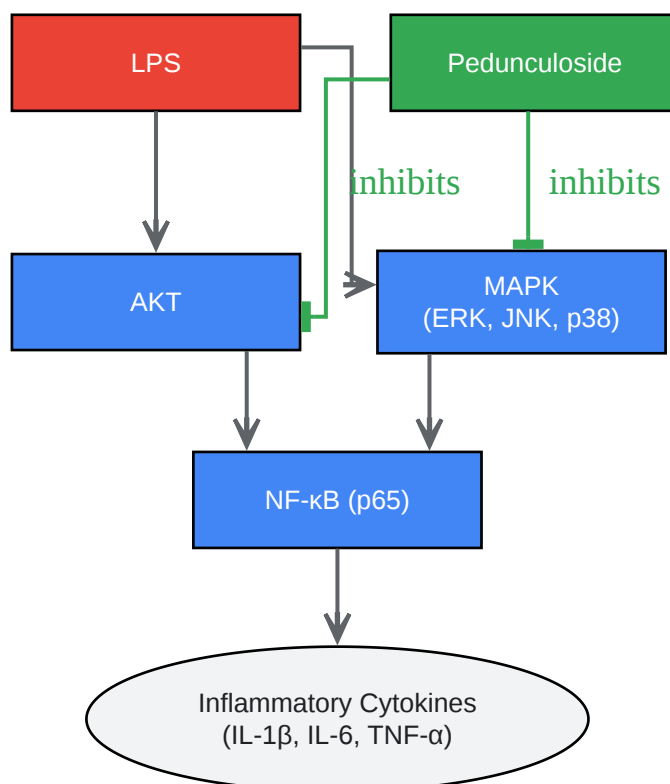 LPS
Pedunculoside
inhibits
inhibits
AKT
MAPK
(ERK, JNK, p38)
NF-κB (p65)
Inflammatory Cytokines
(IL-1β, IL-6, TNF-α)